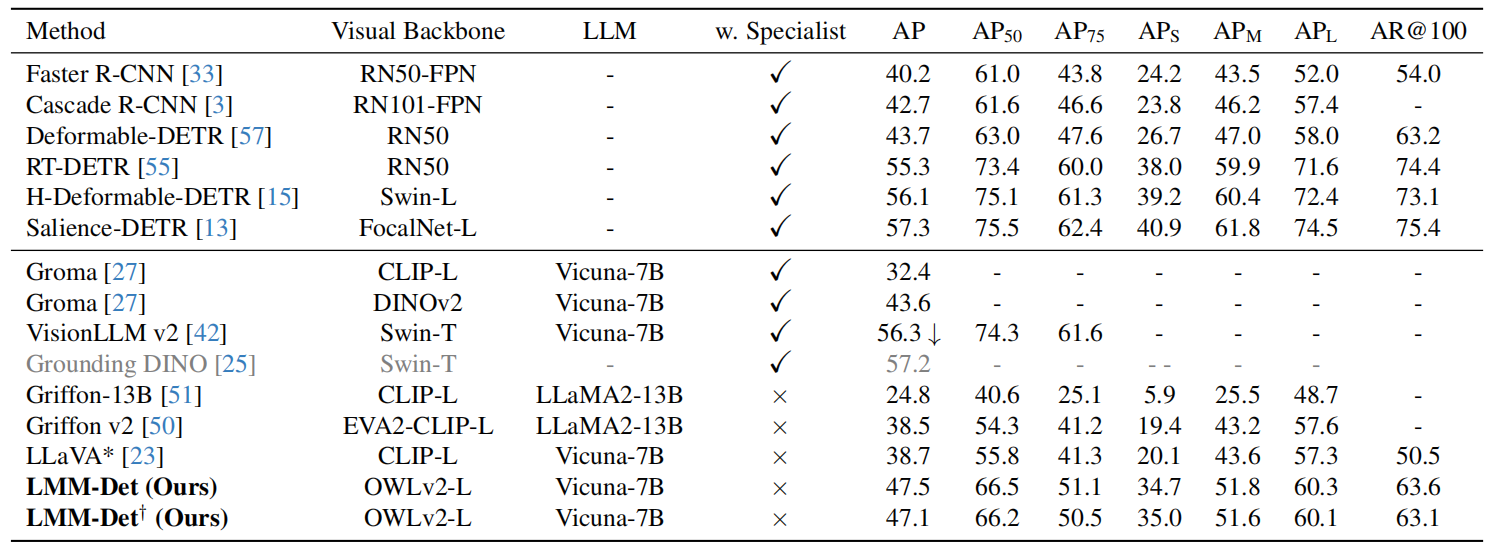 Method Visual Backbone LLM w. Specialist AP AP50 AP75 APS APM APL AR@100
Faster R-CNN [33] RN50-FPN - ✓ 40.2 61.0 43.8 24.2 43.5 52.0 54.0
Cascade R-CNN [3] RN101-FPN - ✓ 42.7 61.6 46.6 23.8 46.2 57.4 -
Deformable-DETR [57] RN50 - ✓ 43.7 63.0 47.6 26.7 47.0 58.0 63.2
RT-DETR [55] RN50 - ✓ 55.3 73.4 60.0 38.0 59.9 71.6 74.4
H-Deformable-DETR [15] Swin-L - ✓ 56.1 75.1 61.3 39.2 60.4 72.4 73.1
Salience-DETR [13] FocalNet-L - ✓ 57.3 75.5 62.4 40.9 61.8 74.5 75.4
Groma [27] CLIP-L Vicuna-7B ✓ 32.4 - - - - - -
Groma [27] DINOv2 Vicuna-7B ✓ 43.6 - - - - - -
VisionLLM v2 [42] Swin-T Vicuna-7B ✓ 56.3 ↓ 74.3 61.6 - - - -
Grounding DINO [25] Swin-T - ✓ 57.2 - - - - - - -
Griffon-13B [51] CLIP-L LLaMA2-13B × 24.8 40.6 25.1 5.9 25.5 48.7 -
Griffon v2 [50] EVA2-CLIP-L LLaMA2-13B × 38.5 54.3 41.2 19.4 43.2 57.6 -
LLaVA* [23] CLIP-L Vicuna-7B × 38.7 55.8 41.3 20.1 43.6 57.3 50.5
LMM-Det (Ours) OWLv2-L Vicuna-7B × 47.5 66.5 51.1 34.7 51.8 60.3 63.6
LMM-Det† (Ours) OWLv2-L Vicuna-7B × 47.1 66.2 50.5 35.0 51.6 60.1 63.1